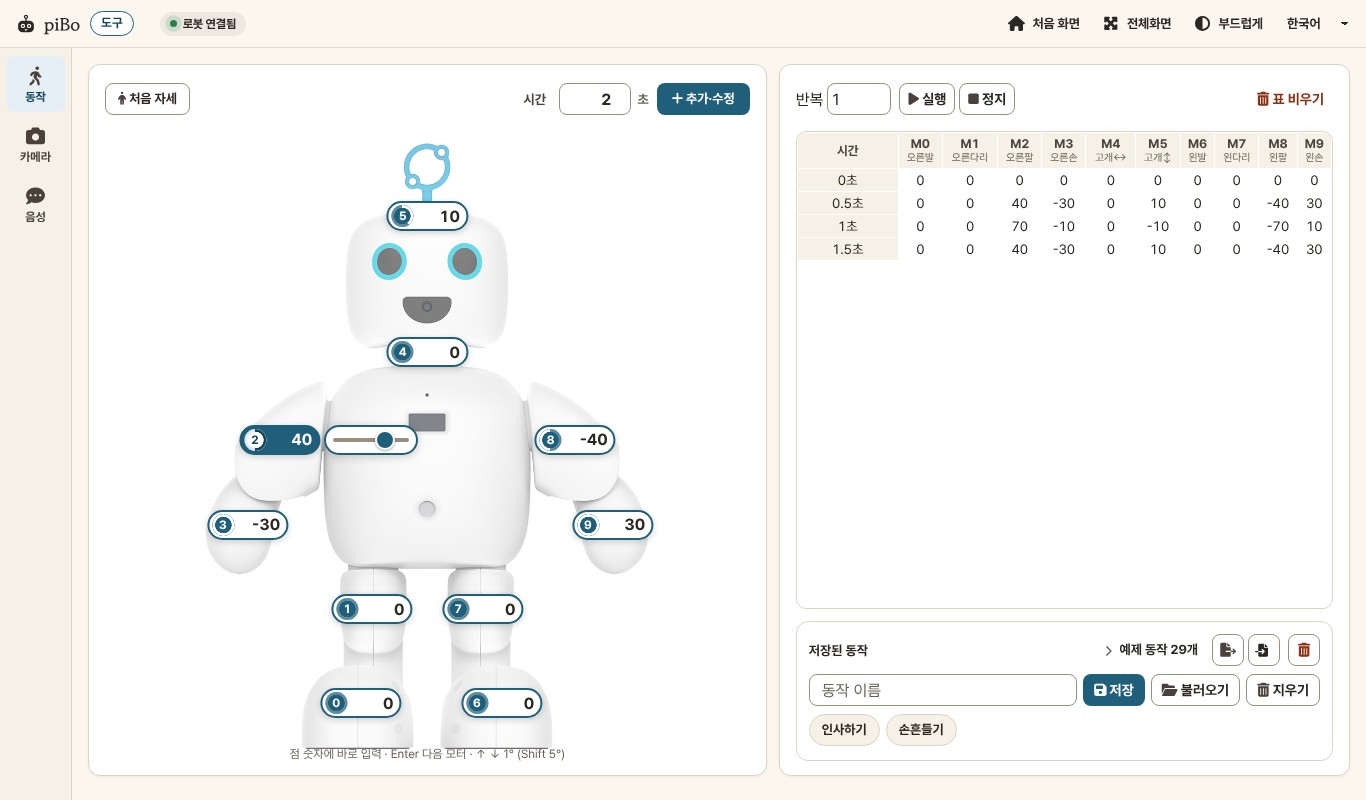 piBo 도구 로봇 연결됨 처음 화면 전체화면 부드럽게 한국어
동작
카메라
음성
처음 자세 시간 2 초 + 추가·수정
5 10
4 0
2 40
8 -40
3 -30
9 30
1 0
7 0
0 0
6 0
점 숫자에 바로 입력 · Enter 다음 모터 · ↑ ↓ 1° (Shift 5°)
반복 1 실행 정지 표 비우기
시간 M0 M1 M2 M3 M4 M5 M6 M7 M8 M9
오른발 오른다리 오른팔 오른손 고개↔ 고개↕ 왼발 왼다리 왼팔 왼손
0초 0 0 0 0 0 0 0 0 0 0
0.5초 0 0 40 -30 0 10 0 0 -40 30
1초 0 0 70 -10 0 -10 0 0 -70 10
1.5초 0 0 40 -30 0 10 0 0 -40 30
저장된 동작 예제 동작 29개
동작 이름 저장 불러오기 지우기
인사하기 손흔들기